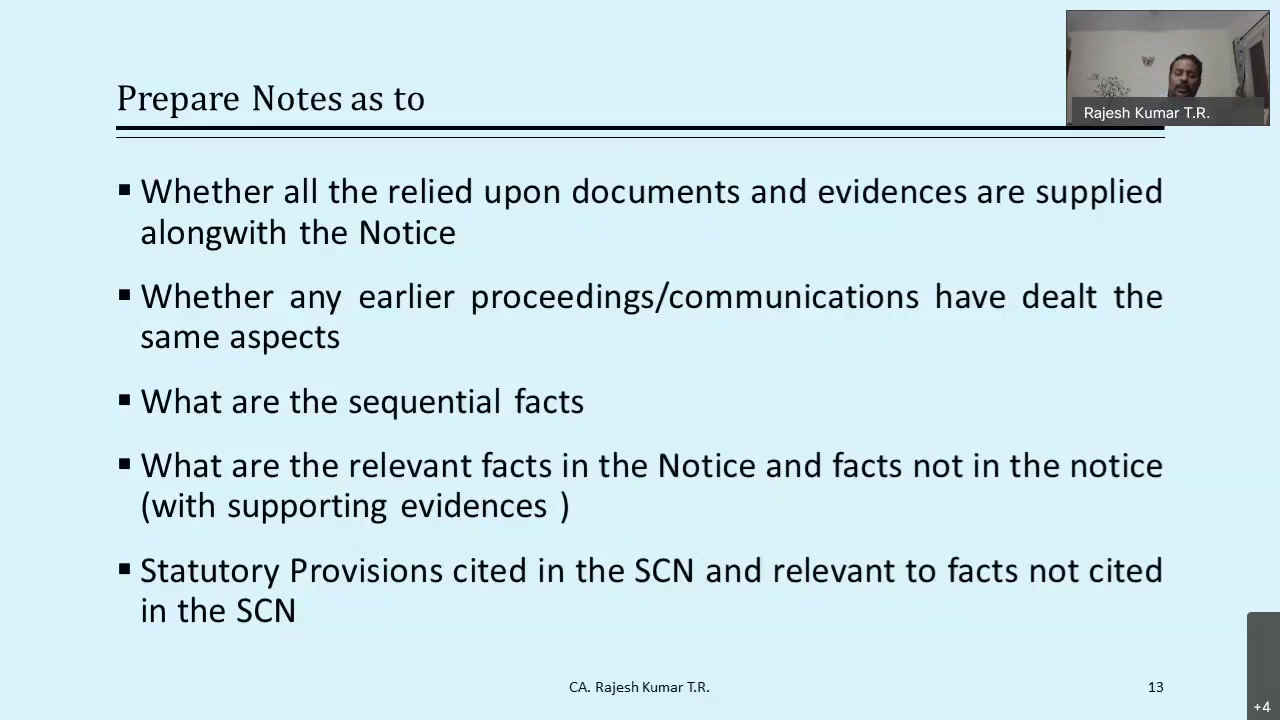 Prepare Notes as to
Rajesh Kumar T.R.
▪ Whether all the relied upon documents and evidences are supplied
alongwith the Notice
▪ Whether any earlier proceedings/communications have dealt the
same aspects
▪ What are the sequential facts
▪ What are the relevant facts in the Notice and facts not in the notice
(with supporting evidences )
▪ Statutory Provisions cited in the SCN and relevant to facts not cited
in the SCN
CA. Rajesh Kumar T.R.
13
+4